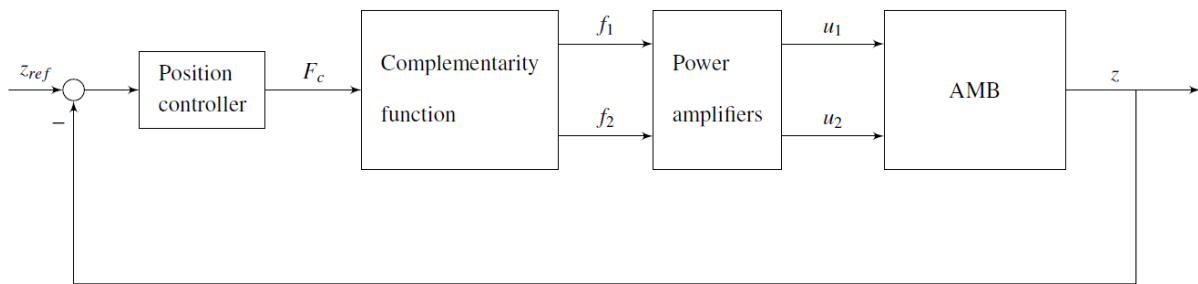 z_ref
−
Position
controller
F_c
Complementarity
function
f_1
f_2
Power
amplifiers
u_1
u_2
AMB
z